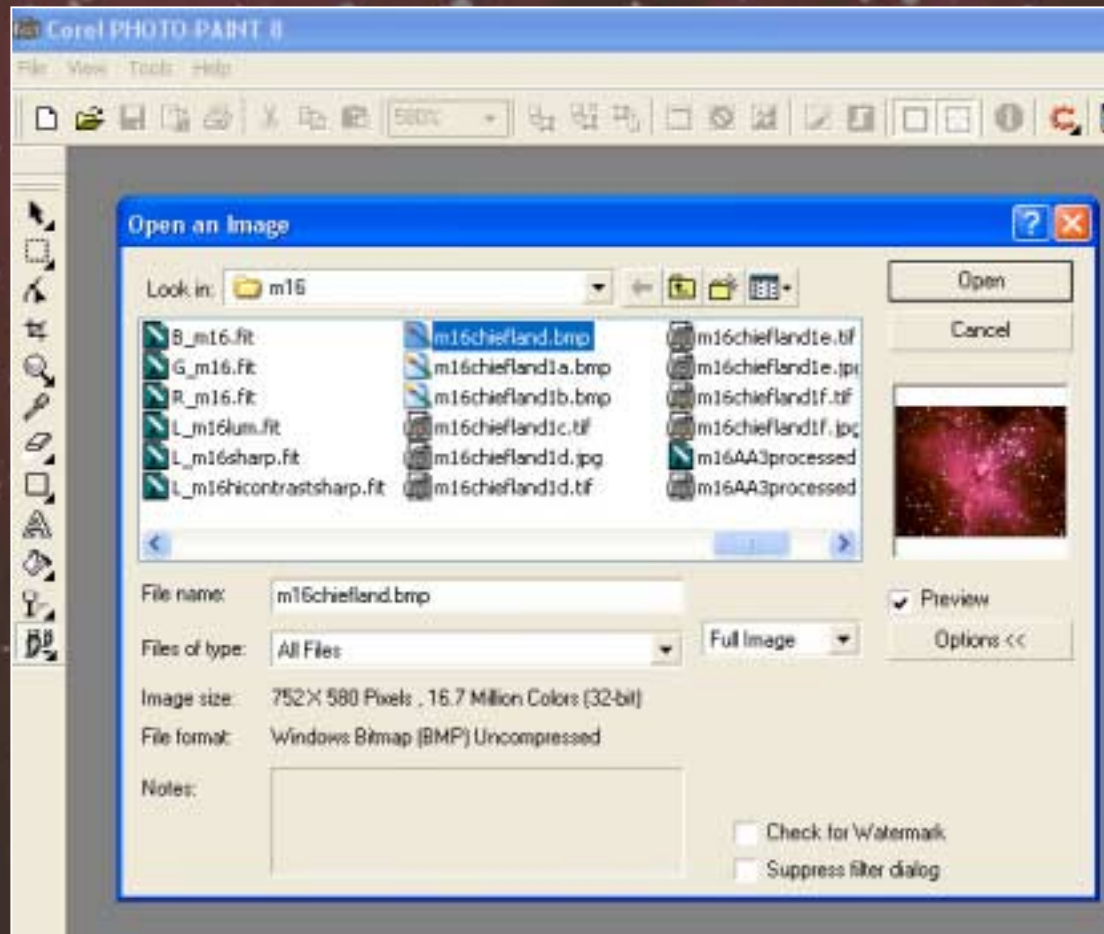 Corel PHOTO-PAINT 8
File View Tools Help
500%
Open an Image
Look in: m16
B_m16.fit
G_m16.fit
R_m16.fit
L_m16lum.fit
L_m16sharp.fit
L_m16hicontrastsharp.fit
m16chiefland.bmp
m16chiefland1a.bmp
m16chiefland1b.bmp
m16chiefland1c.tif
m16chiefland1d.jpg
m16chiefland1d.tif
m16chiefland1e.tif
m16chiefland1e.jp
m16chiefland1f.tif
m16chiefland1f.jpg
m16AA3processed
m16AA3processed
Open
Cancel
File name: m16chiefland.bmp
Preview
Files of type: All Files
Full Image
Options <<
Image size: 752 X 580 Pixels , 16.7 Million Colors (32-bit)
File format: Windows Bitmap (BMP) Uncompressed
Notes:
Check for Watermark
Suppress filter dialog